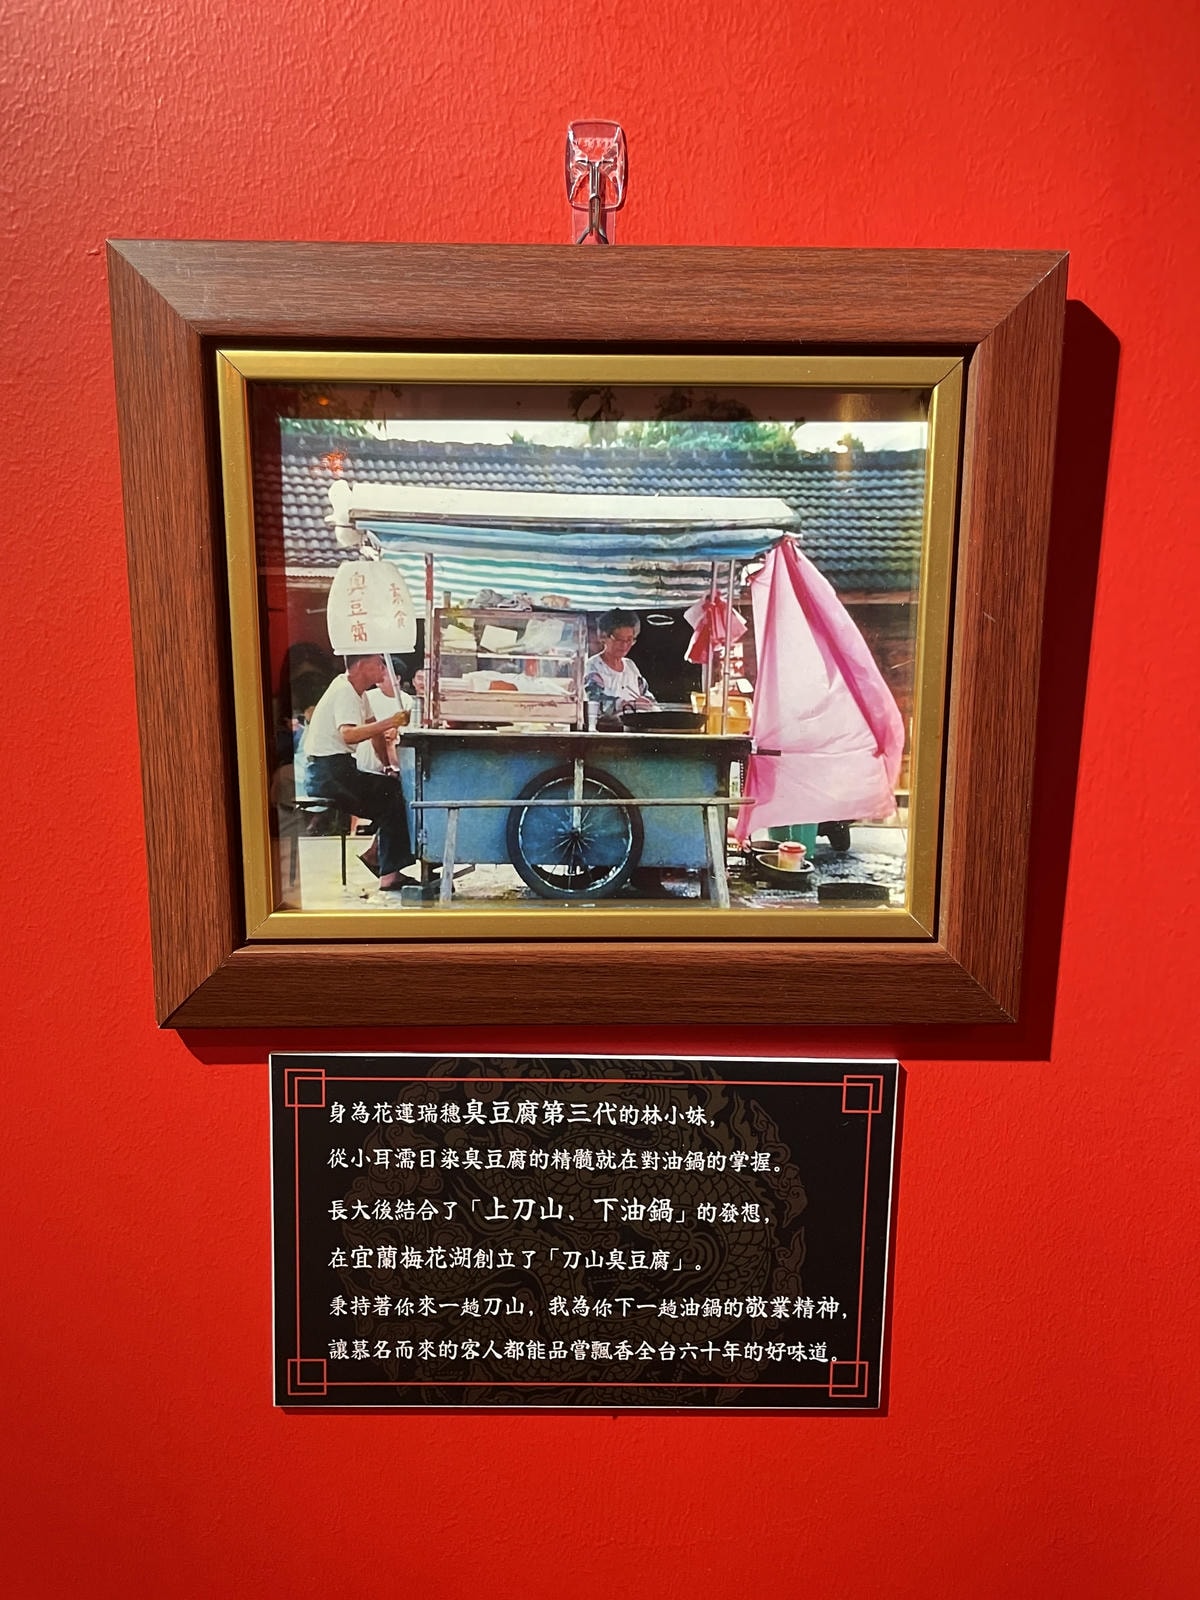 臭豆腐
素食
身為花蓮瑞穗臭豆腐第三代的林小妹，
從小耳濡目染臭豆腐的精髓就在對油鍋的掌握。
長大後結合了「上刀山、下油鍋」的發想，
在宜蘭梅花湖創立了「刀山臭豆腐」。
秉持著你來一趟刀山，我為你下一趟油鍋的敬業精神，
讓慕名而來的客人都能品嘗飄香全台六十年的好味道。